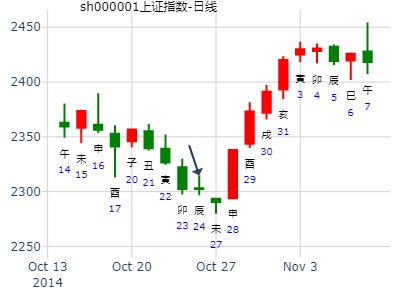 sh000001上证指数-日线
2450
2400
2350
2300
2250
午
14
未
15
申
16
酉
17
子
20
丑
21
寅
22
卯
23
辰
24
未
27
申
28
酉
29
戌
30
亥
31
寅
3
卯
4
辰
5
巳
6
午
7
Oct 13
2014
Oct 20
Oct 27
Nov 3